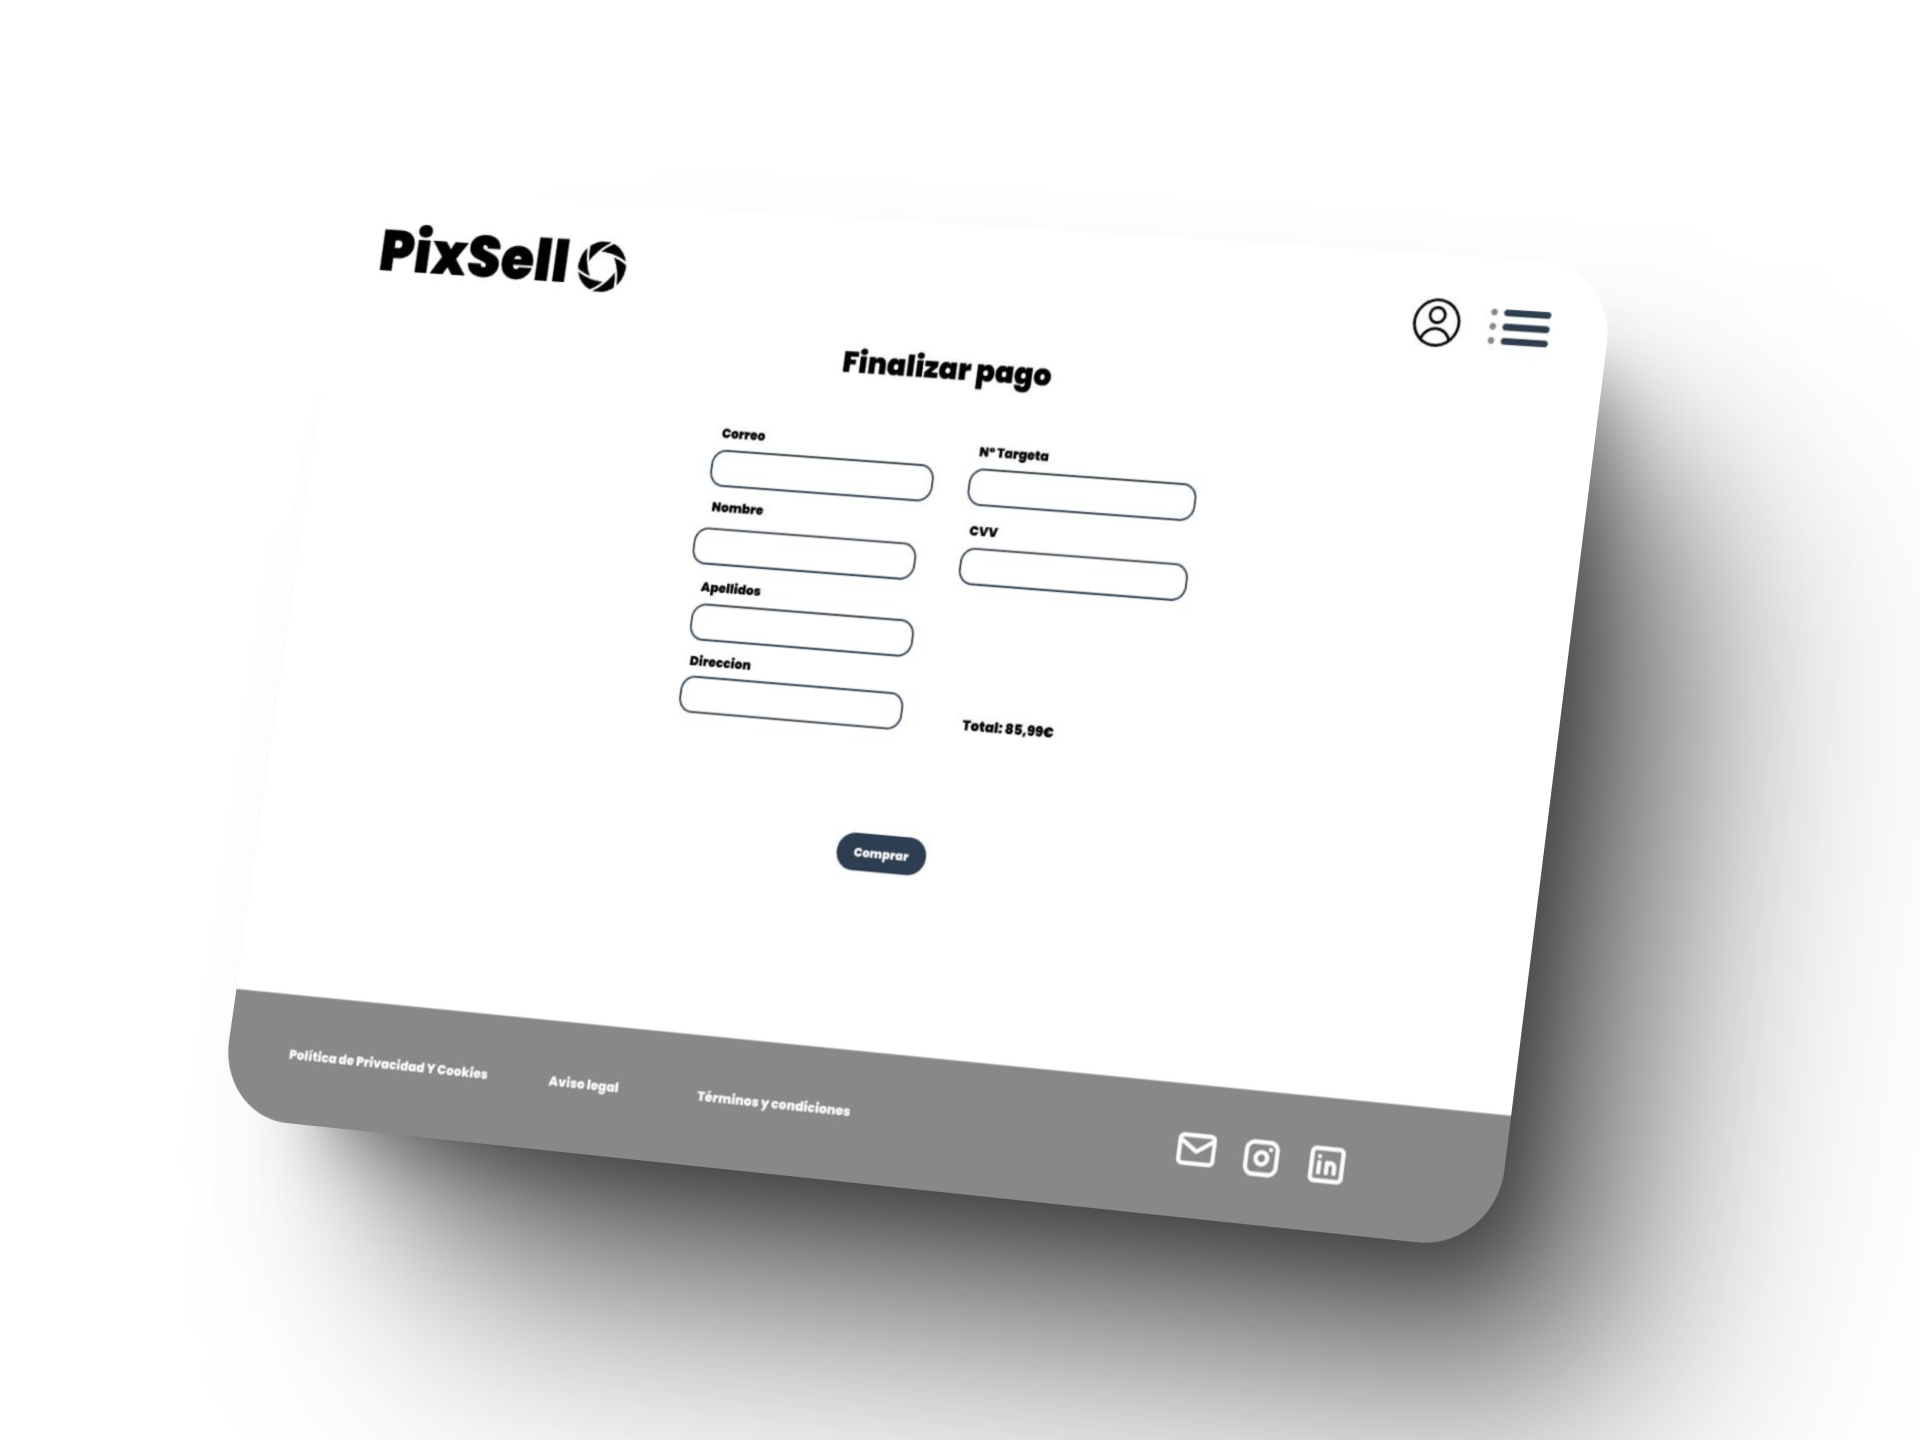 PixSell
Finalizar pago
Correo
Nombre
Apellidos
Direccion
Nº Targeta
CVV
Total: 85,99€
Comprar
Política de Privacidad Y Cookies
Aviso legal
Términos y condiciones
in